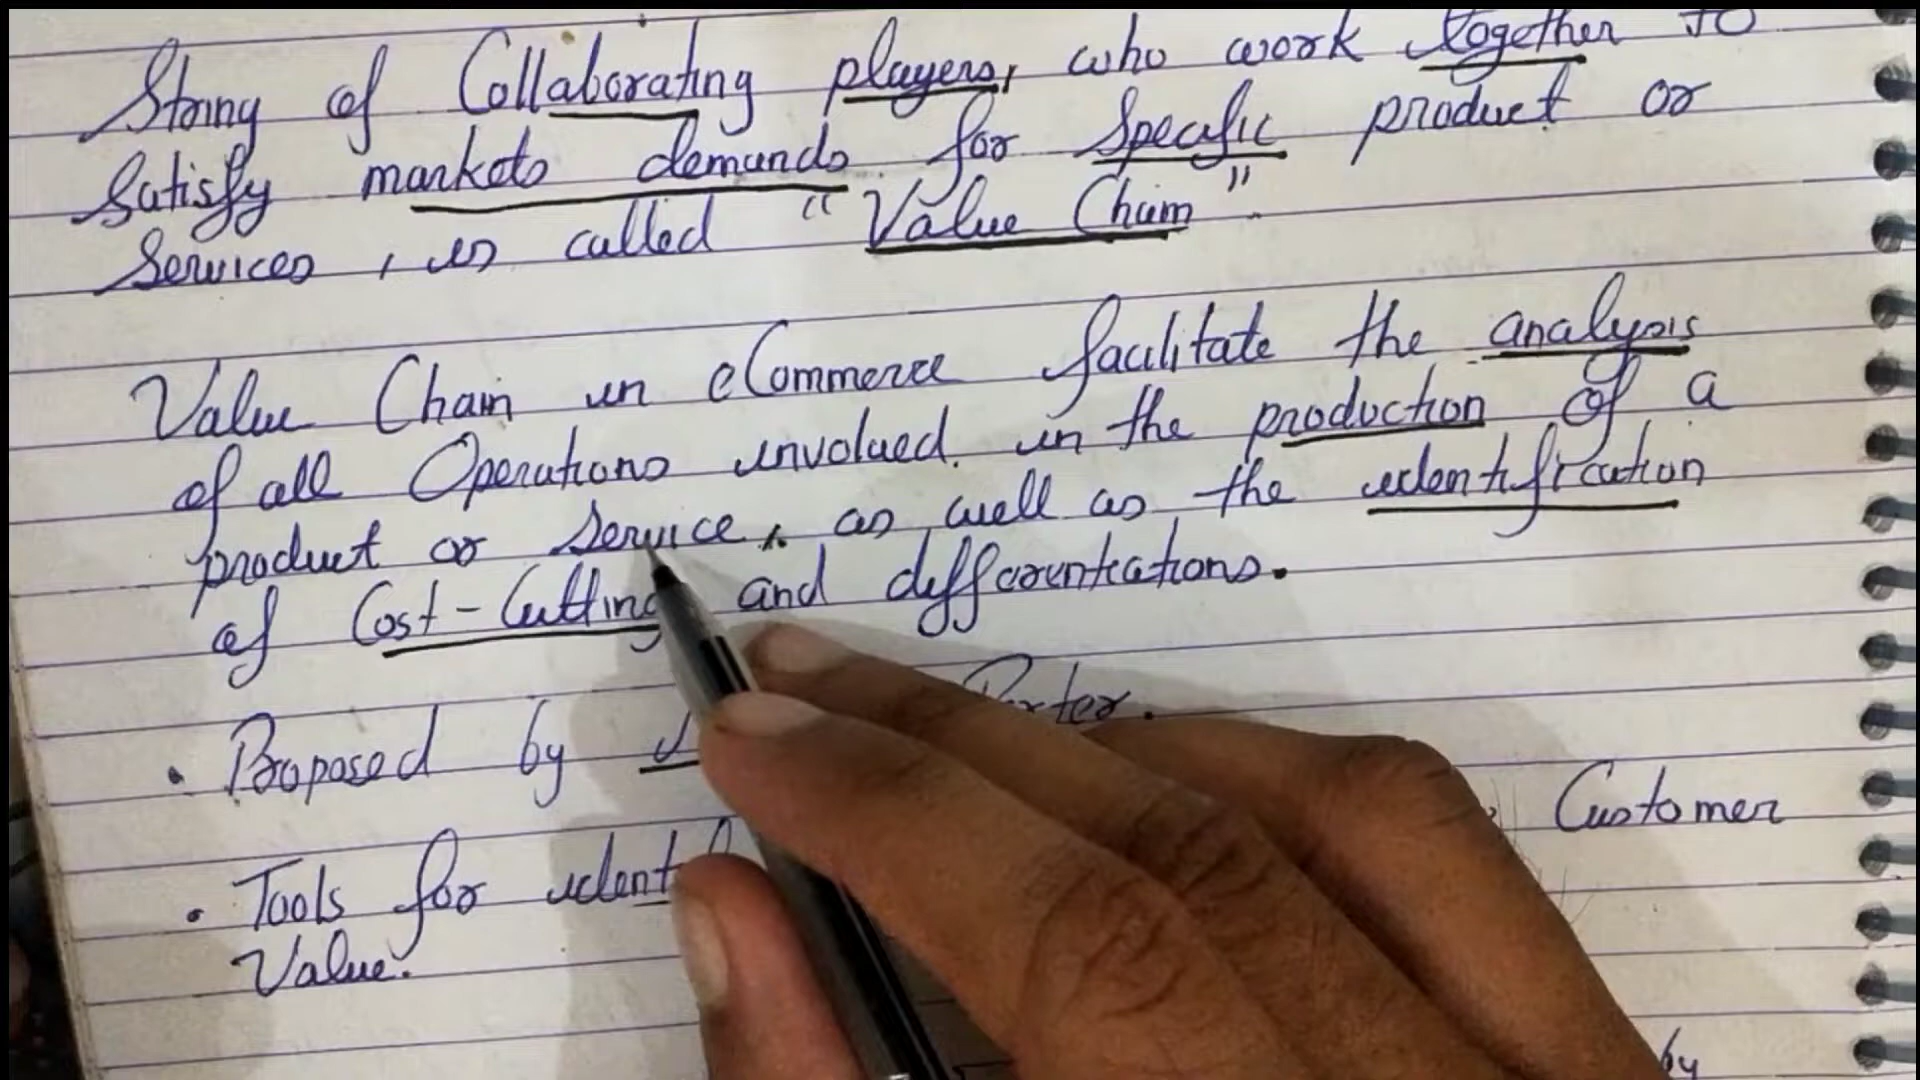 String of Collaborating players, who work together to
Satisfy markets demands for Specific product or
Services, is called "Value Chain".
Value Chain in eCommerce facilitate the analysis
of all Operations involved in the production of a
product or Service, as well as the identification
of Cost-Cutting and differentiations.
• Proposed by Porter.
• Tools for Customer
Value.
by